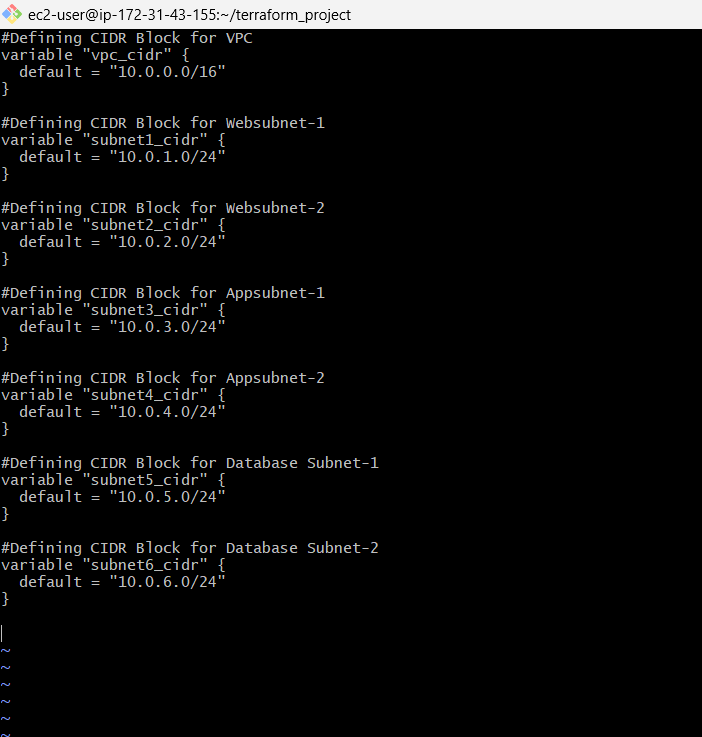 ec2-user@ip-172-31-43-155:~/terraform_project
#Defining CIDR Block for VPC
variable "vpc_cidr" {
  default = "10.0.0.0/16"
}

#Defining CIDR Block for Websubnet-1
variable "subnet1_cidr" {
  default = "10.0.1.0/24"
}

#Defining CIDR Block for Websubnet-2
variable "subnet2_cidr" {
  default = "10.0.2.0/24"
}

#Defining CIDR Block for Appsubnet-1
variable "subnet3_cidr" {
  default = "10.0.3.0/24"
}

#Defining CIDR Block for Appsubnet-2
variable "subnet4_cidr" {
  default = "10.0.4.0/24"
}

#Defining CIDR Block for Database Subnet-1
variable "subnet5_cidr" {
  default = "10.0.5.0/24"
}

#Defining CIDR Block for Database Subnet-2
variable "subnet6_cidr" {
  default = "10.0.6.0/24"
}

~
~
~
~
~
~